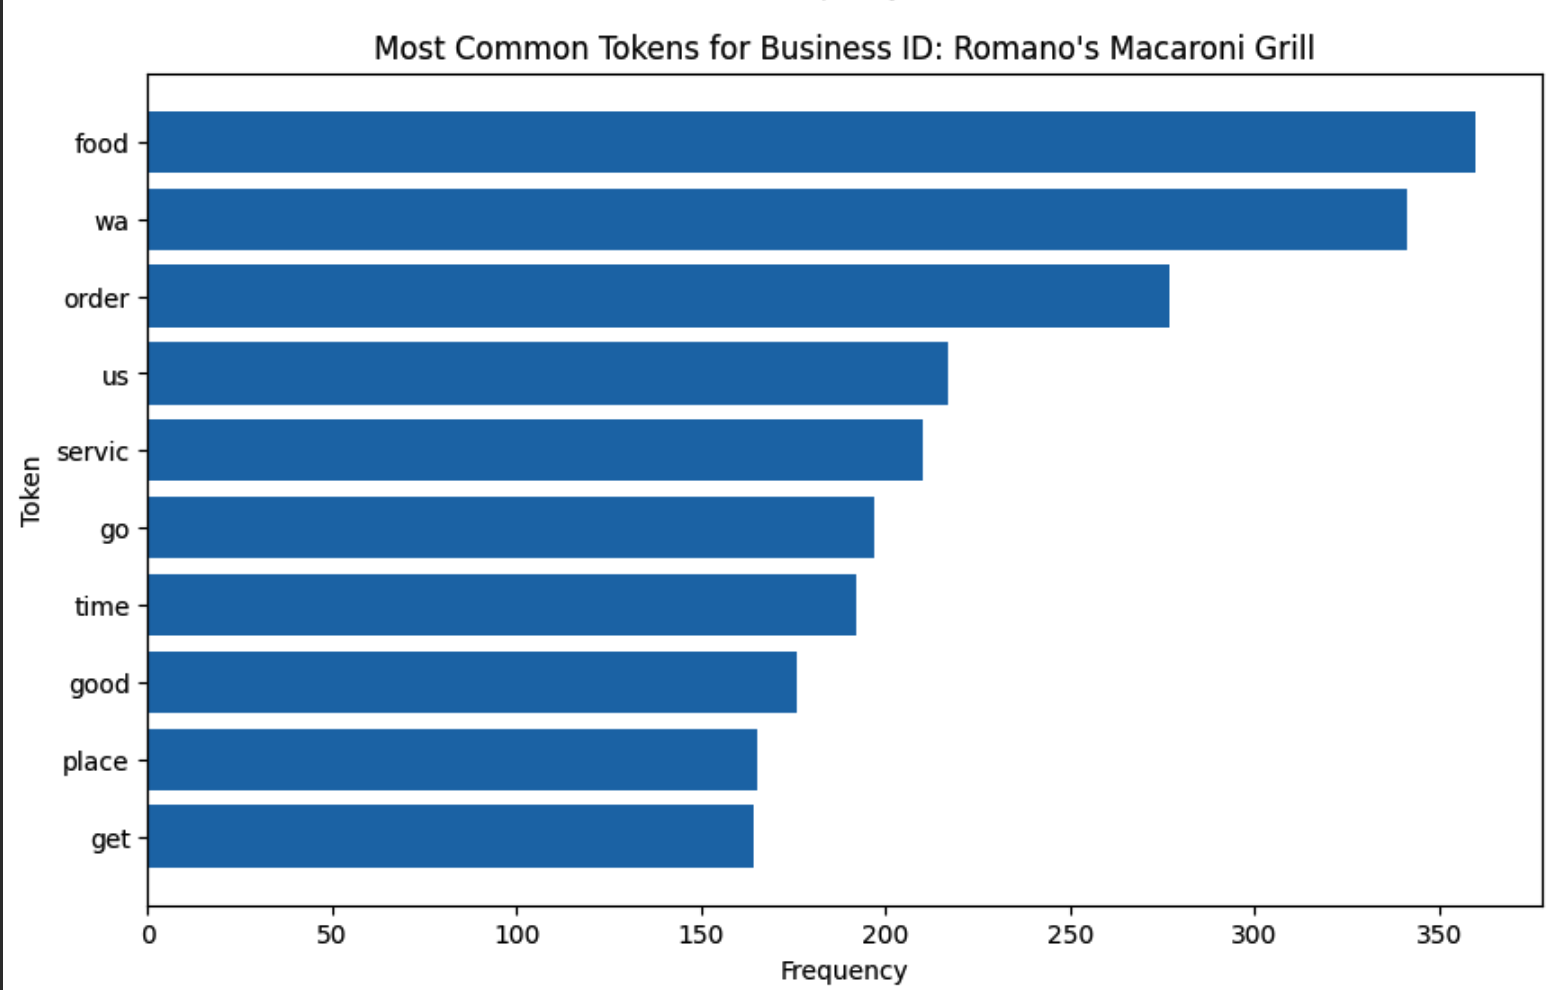 Most Common Tokens for Business ID: Romano's Macaroni Grill
food
wa
order
us
servic
go
time
good
place
get
Token
0 50 100 150 200 250 300 350
Frequency